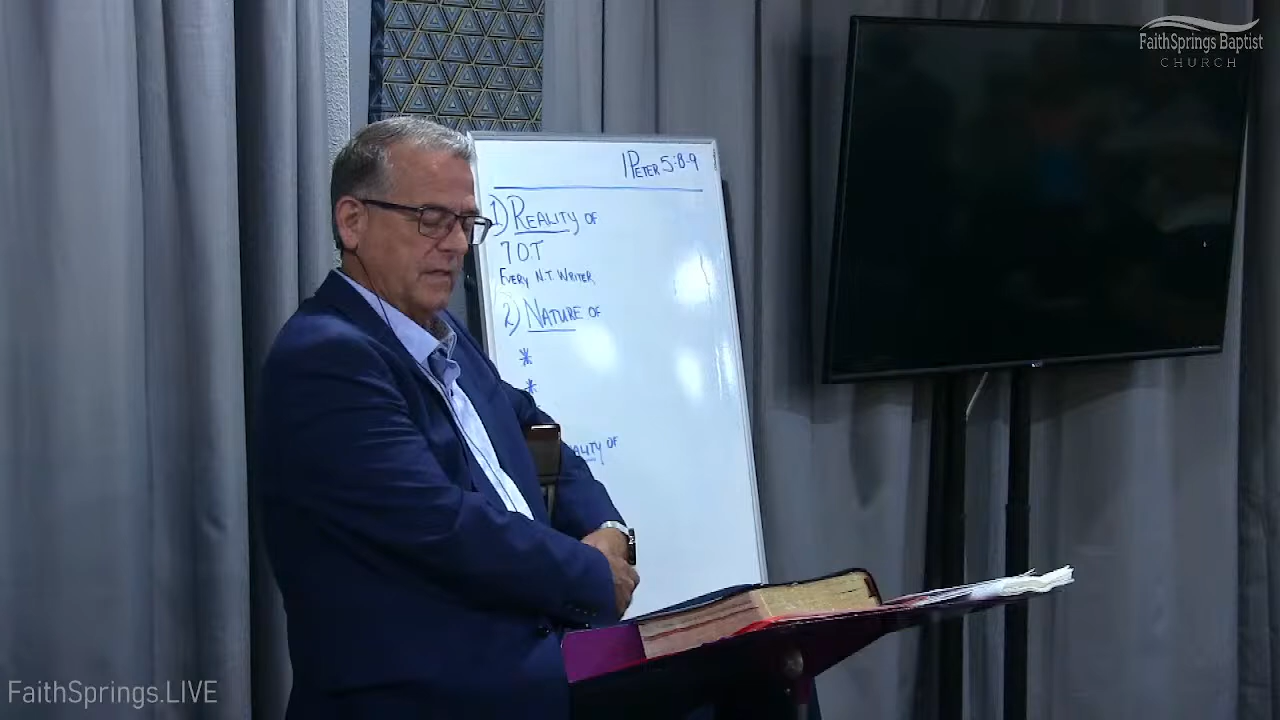 FaithSprings Baptist
CHURCH
1 PETER 5:8-9
1) REALITY OF
7 O.T
EVERY N.T. WRITER
2) NATURE OF
*
*
OF
FaithSprings.LIVE